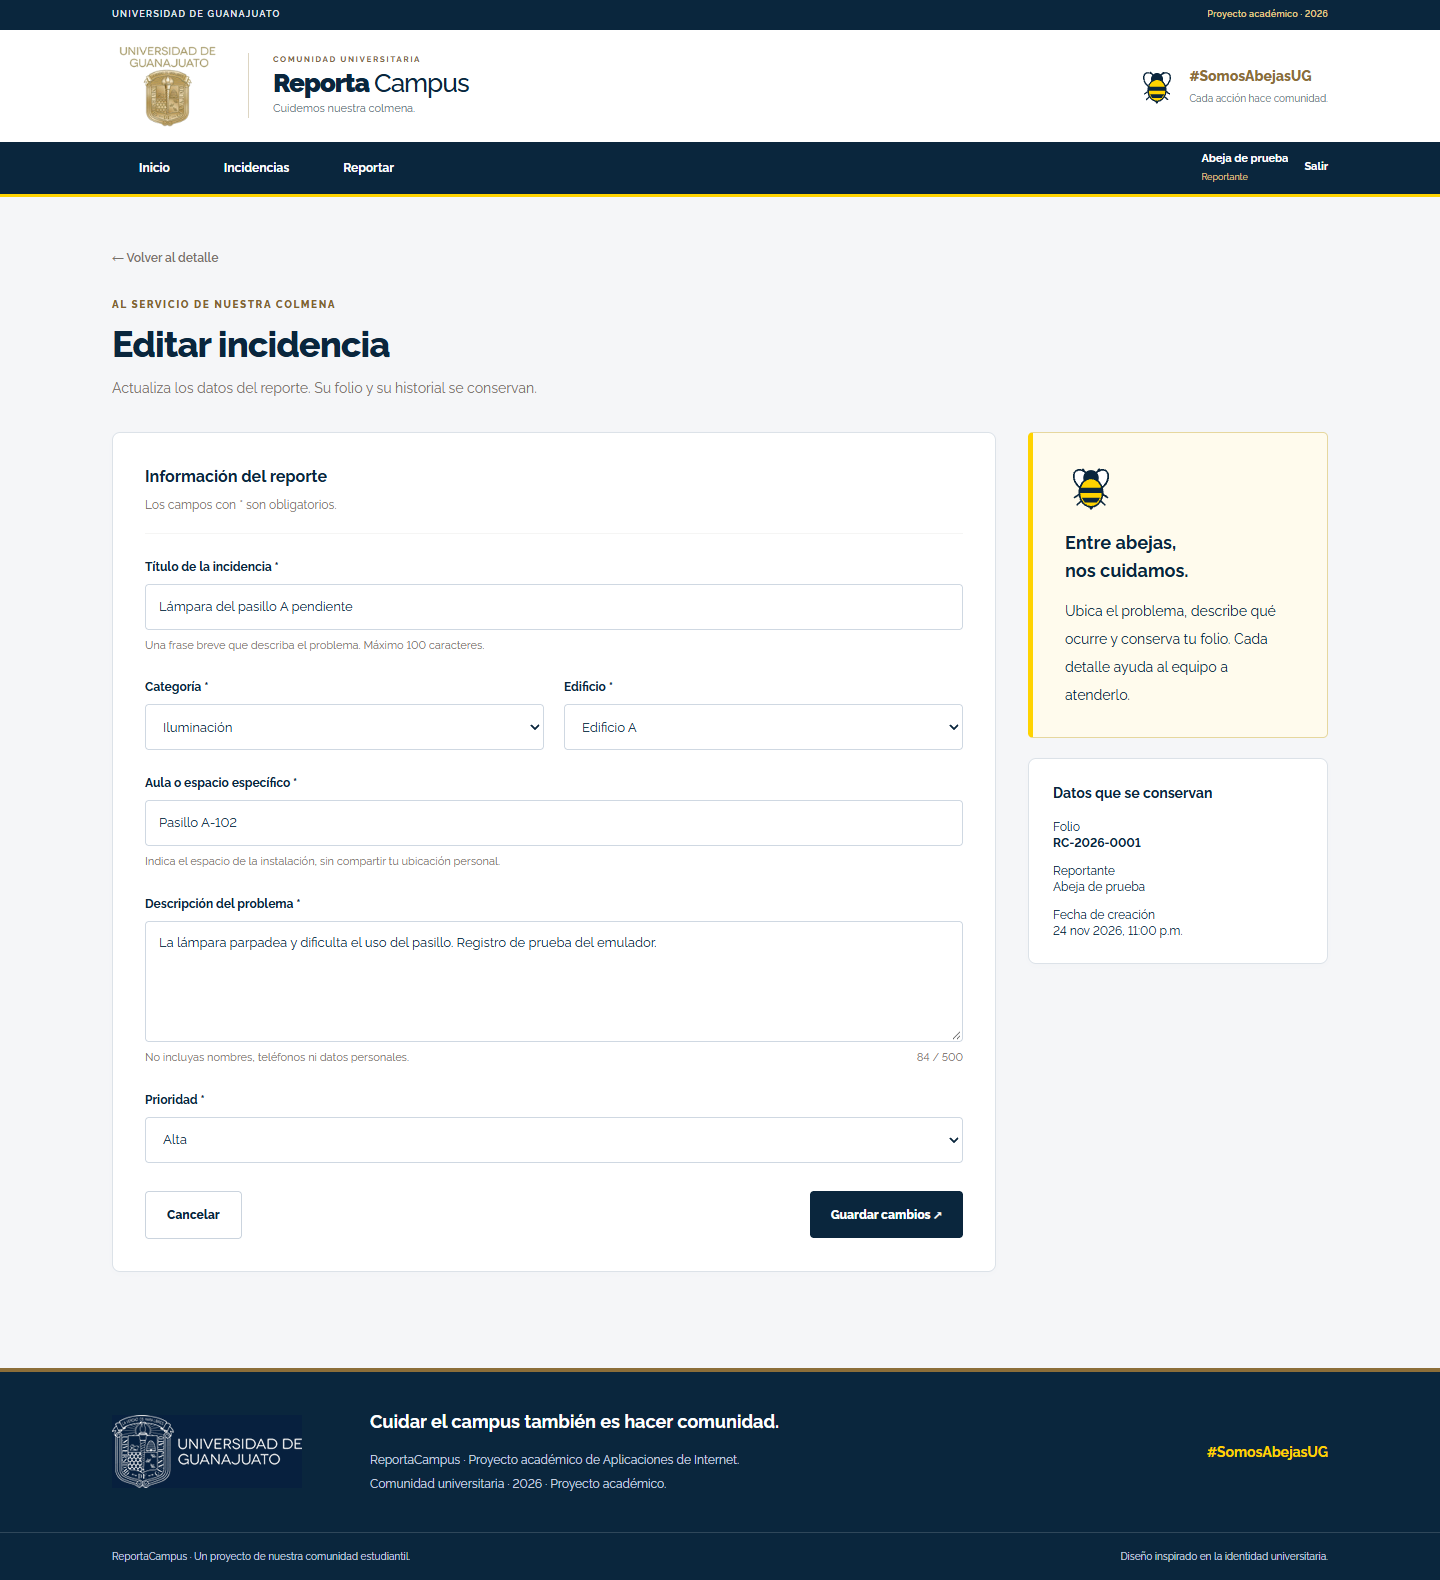 UNIVERSIDAD DE GUANAJUATO
Proyecto académico · 2026
UNIVERSIDAD DE
GUANAJUATO
COMUNIDAD UNIVERSITARIA
Reporta Campus
Cuidemos nuestra colmena.
#SomosAbejasUG
Cada acción hace comunidad.
Inicio
Incidencias
Reportar
Abeja de prueba
Reportante
Salir
← Volver al detalle
AL SERVICIO DE NUESTRA COLMENA
Editar incidencia
Actualiza los datos del reporte. Su folio y su historial se conservan.
Información del reporte
Los campos con * son obligatorios.
Título de la incidencia *
Lámpara del pasillo A pendiente
Una frase breve que describa el problema. Máximo 100 caracteres.
Categoría *
Iluminación
Edificio *
Edificio A
Aula o espacio específico *
Pasillo A-102
Indica el espacio de la instalación, sin compartir tu ubicación personal.
Descripción del problema *
La lámpara parpadea y dificulta el uso del pasillo. Registro de prueba del emulador.
No incluyas nombres, teléfonos ni datos personales.
84 / 500
Prioridad *
Alta
Cancelar
Guardar cambios ↗
Entre abejas,
nos cuidamos.
Ubica el problema, describe qué
ocurre y conserva tu folio. Cada
detalle ayuda al equipo a
atenderlo.
Datos que se conservan
Folio
RC-2026-0001
Reportante
Abeja de prueba
Fecha de creación
24 nov 2026, 11:00 p.m.
UNIVERSIDAD DE
GUANAJUATO
Cuidar el campus también es hacer comunidad.
ReportaCampus · Proyecto académico de Aplicaciones de Internet.
Comunidad universitaria · 2026 · Proyecto académico.
#SomosAbejasUG
ReportaCampus · Un proyecto de nuestra comunidad estudiantil.
Diseño inspirado en la identidad universitaria.